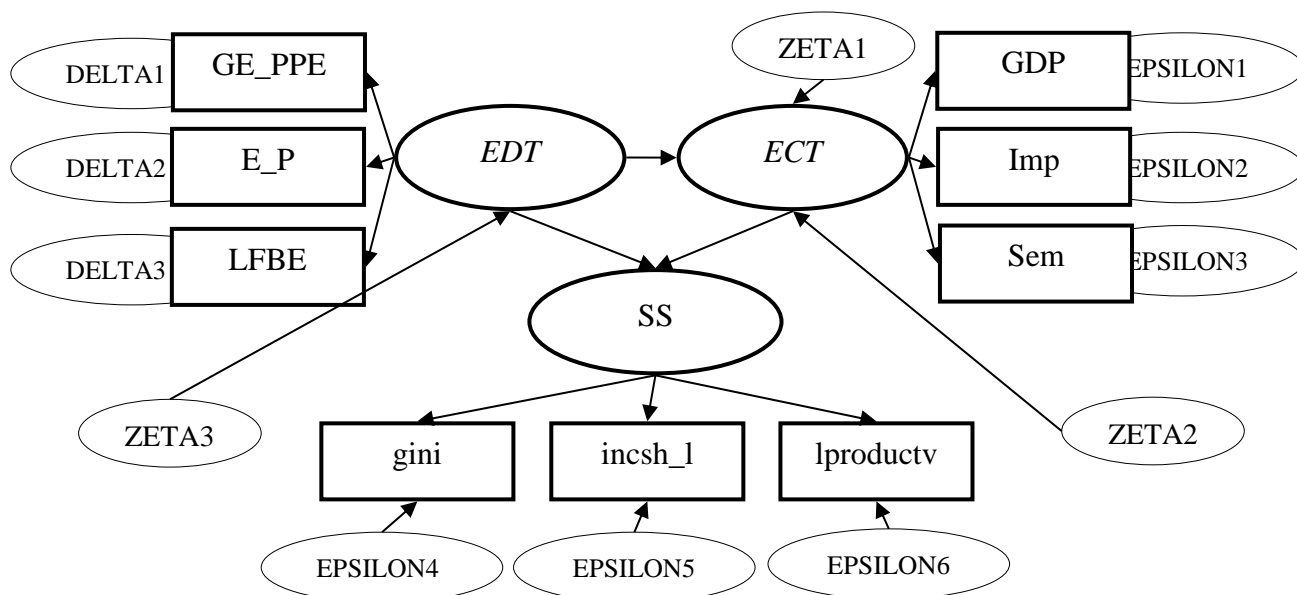 ZETA1
DELTA1
GE_PPE
GDP
EPSILON1
EDT
ECT
DELTA2
E_P
Imp
EPSILON2
DELTA3
LFBE
Sem
EPSILON3
SS
ZETA3
ZETA2
gini
incsh_l
lproductv
EPSILON4
EPSILON5
EPSILON6